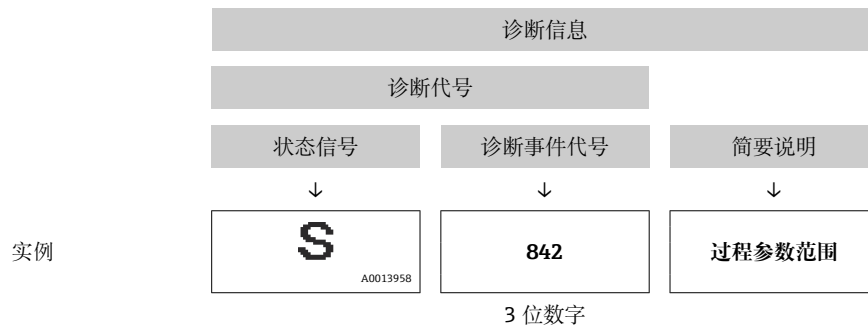 诊断信息
诊断代号
状态信号 诊断事件代号 简要说明
↓ ↓ ↓
实例 S 842 过程参数范围
A0013958
3 位数字